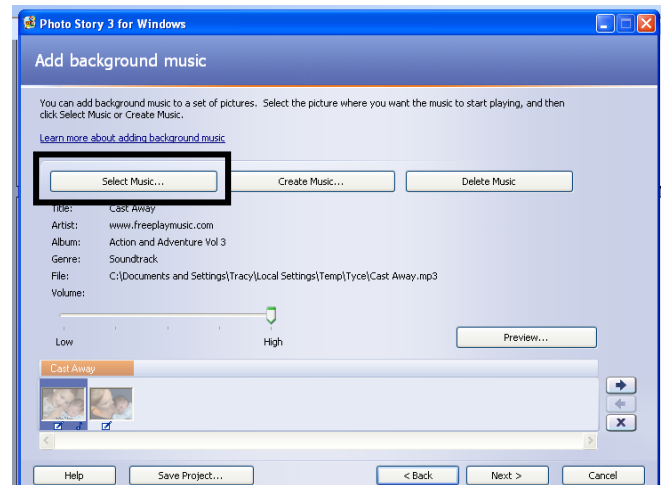 Photo Story 3 for Windows
Add background music
You can add background music to a set of pictures. Select the picture where you want the music to start playing, and then
click Select Music or Create Music.
Learn more about adding background music
Select Music... Create Music... Delete Music
Title: Cast Away
Artist: www.freeplaymusic.com
Album: Action and Adventure Vol 3
Genre: Soundtrack
File: C:\Documents and Settings\Tracy\Local Settings\Temp\Tyce\Cast Away.mp3
Volume:
Low High Preview...
Cast Away
Help Save Project... < Back Next > Cancel